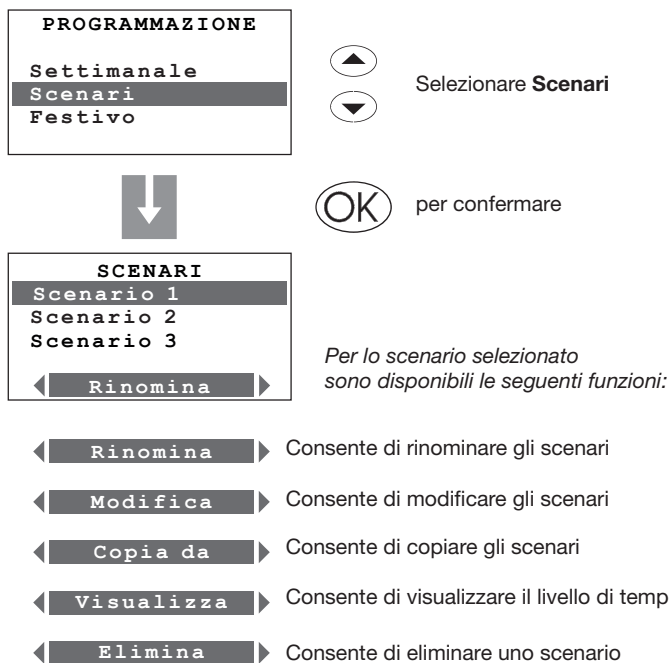 PROGRAMMAZIONE
Settimanale
Scenari
Festivo
Selezionare Scenari
OK
per confermare
SCENARI
Scenario 1
Scenario 2
Scenario 3
Rinomina
Per lo scenario selezionato
sono disponibili le seguenti funzioni:
Rinomina Consente di rinominare gli scenari
Modifica Consente di modificare gli scenari
Copia da Consente di copiare gli scenari
Visualizza Consente di visualizzare il livello di temp
Elimina Consente di eliminare uno scenario